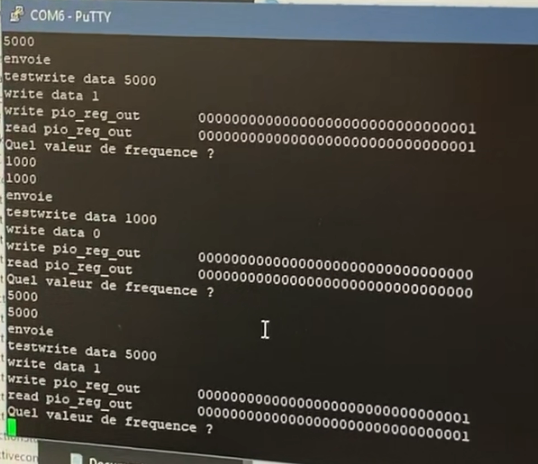 COM6 - PuTTY
5000
envoie
testwrite data 5000
write data 1
write pio_reg_out 00000000000000000000000000000001
read pio_reg_out 00000000000000000000000000000001
Quel valeur de frequence ?
1000
1000
envoie
testwrite data 1000
write data 0
write pio_reg_out 00000000000000000000000000000000
read pio_reg_out 00000000000000000000000000000000
Quel valeur de frequence ?
5000
5000
envoie
testwrite data 5000
write data 1
write pio_reg_out 00000000000000000000000000000001
read pio_reg_out 00000000000000000000000000000001
Quel valeur de frequence ?